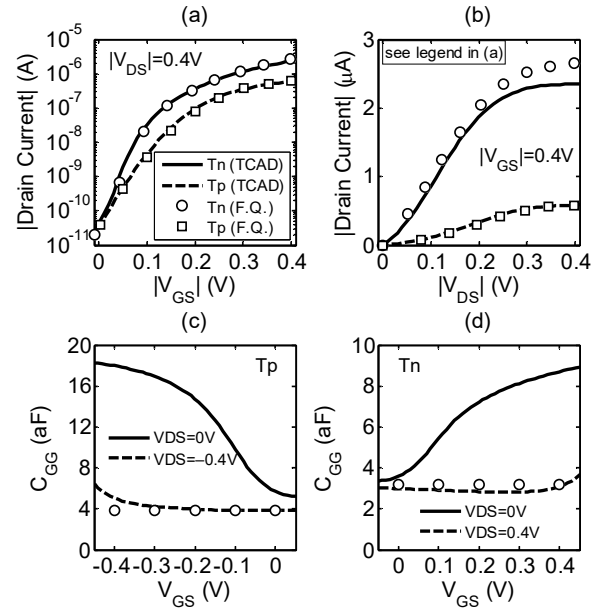 (a)
|Drain Current| (A)
10⁻⁵
10⁻⁶
10⁻⁷
10⁻⁸
10⁻⁹
10⁻¹⁰
10⁻¹¹
|V_DS|=0.4V
Tn (TCAD)
Tp (TCAD)
Tn (F.Q.)
Tp (F.Q.)
0 0.1 0.2 0.3 0.4
|V_GS| (V)
(b)
|Drain Current| (μA)
3
2
1
0
see legend in (a)
|V_GS|=0.4V
0 0.1 0.2 0.3 0.4
|V_DS| (V)
(c)
C_GG (aF)
20
16
12
8
4
0
Tp
VDS=0V
VDS=−0.4V
-0.4 -0.3 -0.2 -0.1 0
V_GS (V)
(d)
C_GG (aF)
10
8
6
4
2
0
Tn
VDS=0V
VDS=0.4V
0 0.1 0.2 0.3 0.4
V_GS (V)